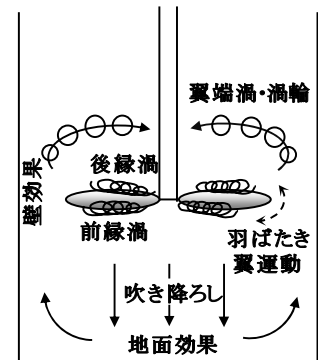 翼端渦・渦輪
後縁渦
壁効果
前縁渦
羽ばたき
翼運動
吹き降ろし
地面効果